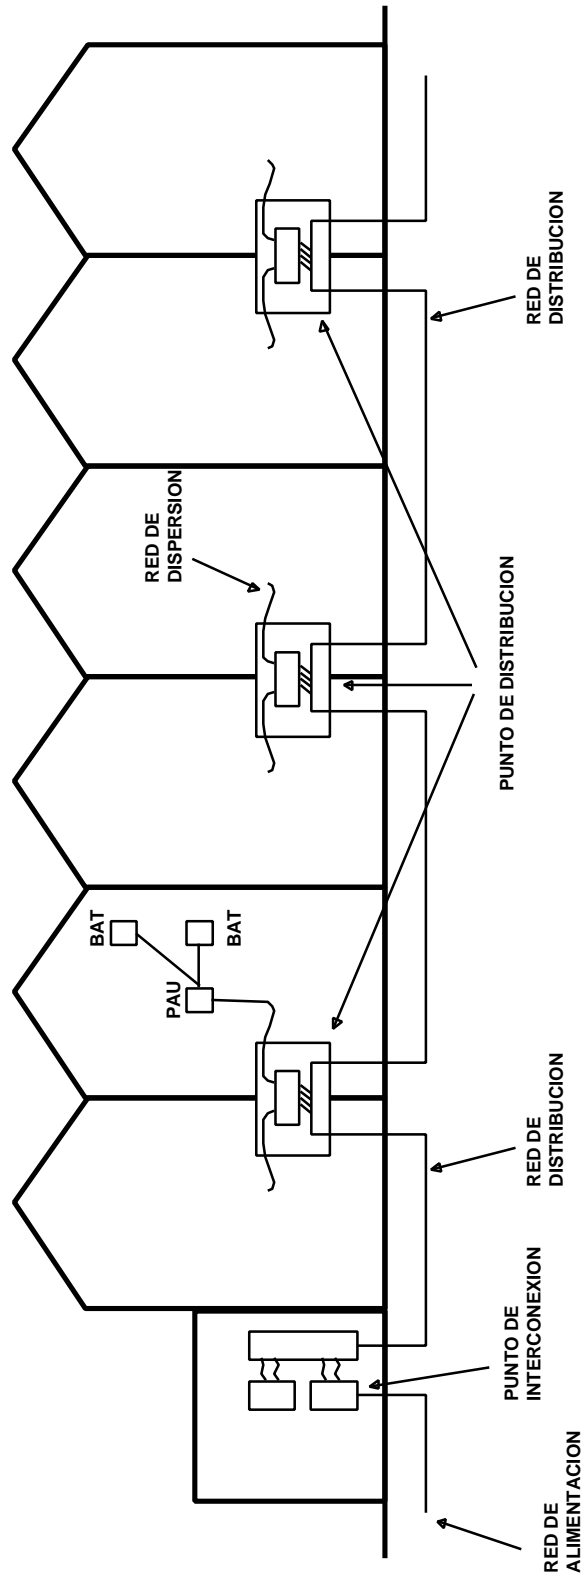 RED DE
ALIMENTACION
PUNTO DE
INTERCONEXION
RED DE
DISTRIBUCION
PAU
BAT
BAT
PUNTO DE DISTRIBUCION
RED DE
DISPERSION
RED DE
DISTRIBUCION